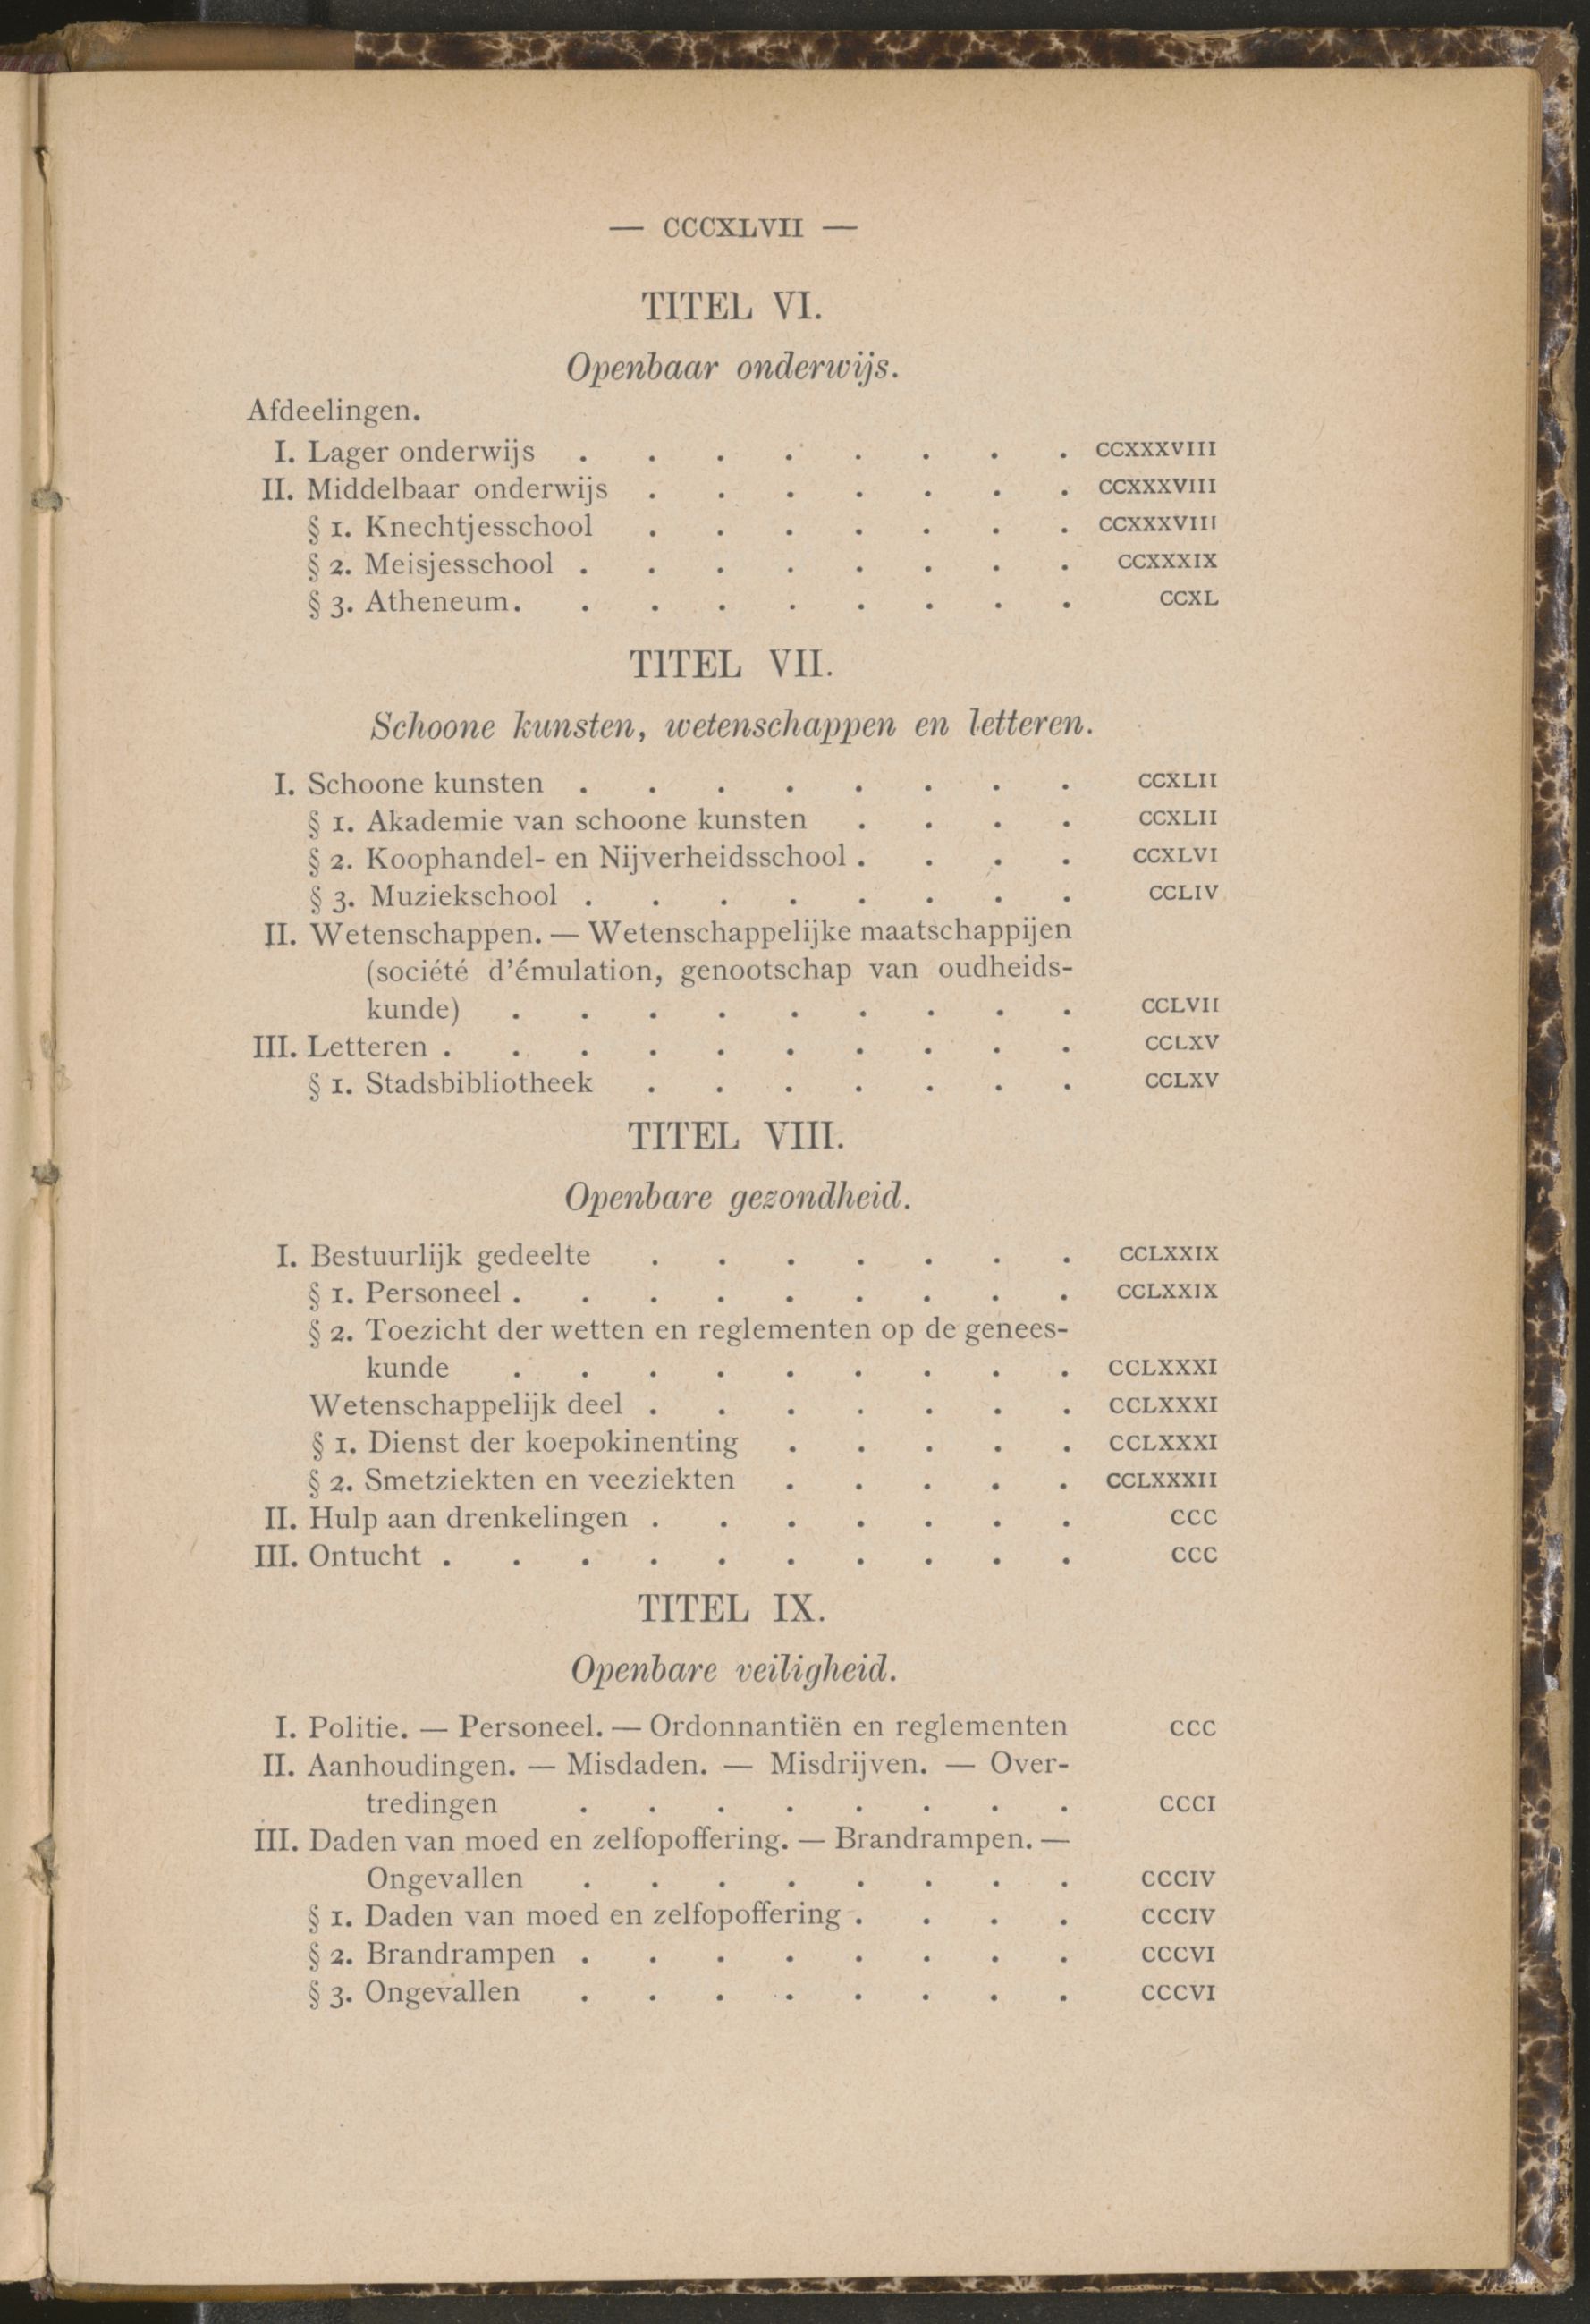 — CCCXLVII —
TITEL VI.
Openbaar onderwijs.
Afdeelingen.
I. Lager onderwijs . . . . . . . . CCXXXVIII
II. Middelbaar onderwijs . . . . . . . CCXXXVIII
§ 1. Knechtjesschool . . . . . . . CCXXXVIII
§ 2. Meisjesschool . . . . . . . . CCXXXIX
§ 3. Atheneum. . . . . . . . . CCXL
TITEL VII.
Schoone kunsten, wetenschappen en letteren.
I. Schoone kunsten . . . . . . . . CCXLII
§ 1. Akademie van schoone kunsten . . . . CCXLII
§ 2. Koophandel- en Nijverheidsschool . . . . CCXLVI
§ 3. Muziekschool . . . . . . . . CCLIV
II. Wetenschappen. — Wetenschappelijke maatschappijen
(société d'émulation, genootschap van oudheids-
kunde) . . . . . . . . . CCLVII
III. Letteren . . . . . . . . . . CCLXV
§ 1. Stadsbibliotheek . . . . . . . CCLXV
TITEL VIII.
Openbare gezondheid.
I. Bestuurlijk gedeelte . . . . . . . CCLXXIX
§ 1. Personeel . . . . . . . . . CCLXXIX
§ 2. Toezicht der wetten en reglementen op de genees-
kunde . . . . . . . . . CCLXXXI
Wetenschappelijk deel . . . . . . . CCLXXXI
§ 1. Dienst der koepokinenting . . . . . CCLXXXI
§ 2. Smetziekten en veeziekten . . . . . CCLXXXII
II. Hulp aan drenkelingen . . . . . . . CCC
III. Ontucht . . . . . . . . . . CCC
TITEL IX.
Openbare veiligheid.
I. Politie. — Personeel. — Ordonnantiën en reglementen CCC
II. Aanhoudingen. — Misdaden. — Misdrijven. — Over-
tredingen . . . . . . . . CCCI
III. Daden van moed en zelfopoffering. — Brandrampen. —
Ongevallen . . . . . . . . CCCIV
§ 1. Daden van moed en zelfopoffering . . . . CCCIV
§ 2. Brandrampen . . . . . . . . CCCVI
§ 3. Ongevallen . . . . . . . . CCCVI